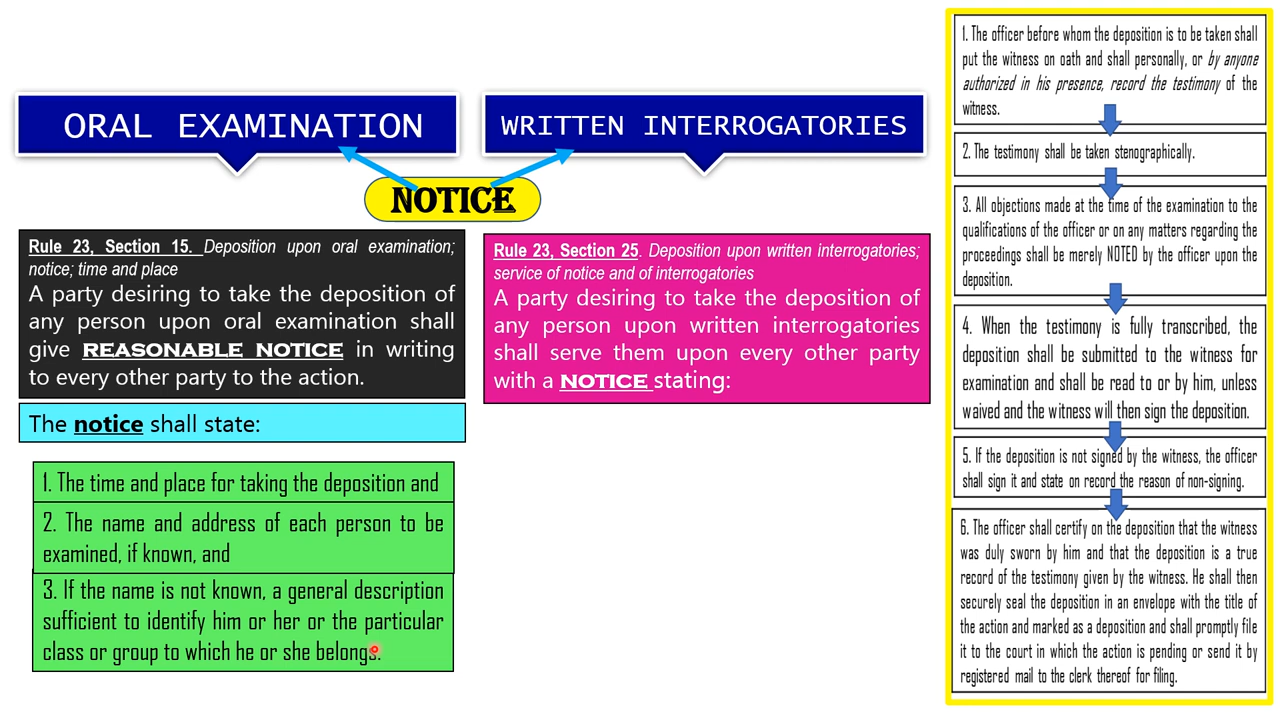 ORAL EXAMINATION
WRITTEN INTERROGATORIES
NOTICE
Rule 23, Section 15. Deposition upon oral examination;
notice; time and place
A party desiring to take the deposition of
any person upon oral examination shall
give REASONABLE NOTICE in writing
to every other party to the action.
The notice shall state:
1. The time and place for taking the deposition and
2. The name and address of each person to be
examined, if known, and
3. If the name is not known, a general description
sufficient to identify him or her or the particular
class or group to which he or she belongs.
Rule 23, Section 25. Deposition upon written interrogatories;
service of notice and of interrogatories
A party desiring to take the deposition of
any person upon written interrogatories
shall serve them upon every other party
with a NOTICE stating:
1. The officer before whom the deposition is to be taken shall
put the witness on oath and shall personally, or by anyone
authorized in his presence, record the testimony of the
witness.
2. The testimony shall be taken stenographically.
3. All objections made at the time of the examination to the
qualifications of the officer or on any matters regarding the
proceedings shall be merely NOTED by the officer upon the
deposition.
4. When the testimony is fully transcribed, the
deposition shall be submitted to the witness for
examination and shall be read to or by him, unless
waived and the witness will then sign the deposition.
5. If the deposition is not signed by the witness, the officer
shall sign it and state on record the reason of non-signing.
6. The officer shall certify on the deposition that the witness
was duly sworn by him and that the deposition is a true
record of the testimony given by the witness. He shall then
securely seal the deposition in an envelope with the title of
the action and marked as a deposition and shall promptly file
it to the court in which the action is pending or send it by
registered mail to the clerk thereof for filing.